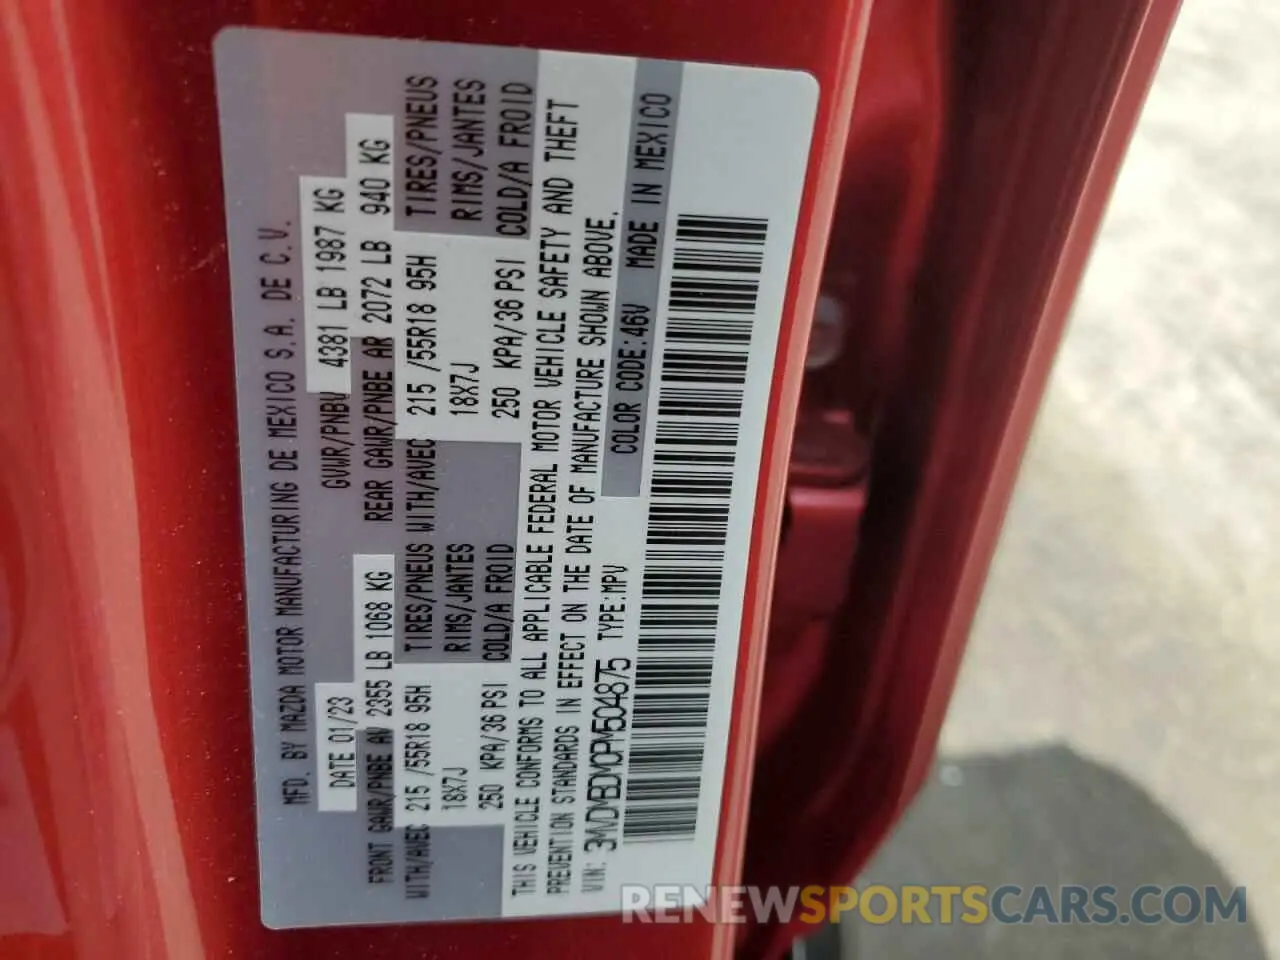 MFD. BY MAZDA MOTOR MANUFACTURING DE MEXICO S.A. DE C.V.
DATE 01/23 GVWR/PNBV 4381 LB 1987 KG
FRONT GAWR/PNBE AV 2355 LB 1068 KG REAR GAWR/PNBE AR 2072 LB 940 KG
WITH/AVEC 215 /55R18 95H TIRES/PNEUS WITH/AVEC 215 /55R18 95H TIRES/PNEUS
18X7J RIMS/JANTES 18X7J RIMS/JANTES
250 KPA/36 PSI COLD/A FROID 250 KPA/36 PSI COLD/A FROID
THIS VEHICLE CONFORMS TO ALL APPLICABLE FEDERAL MOTOR VEHICLE SAFETY AND THEFT
PREVENTION STANDARDS IN EFFECT ON THE DATE OF MANUFACTURE SHOWN ABOVE.
VIN: 3MVDMBDM0PM504875 TYPE:MPV COLOR CODE:46V MADE IN MEXICO
RENEWSPORTSCARS.COM